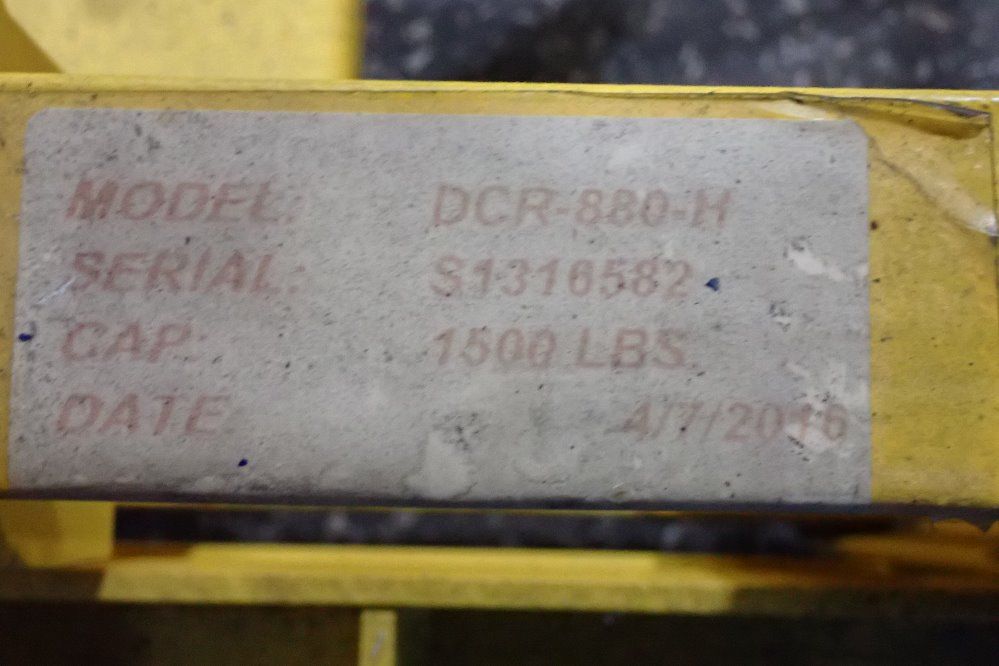 MODEL: DCR-880-H
SERIAL: S1316582
CAP: 1500 LBS.
DATE: 4/7/2016